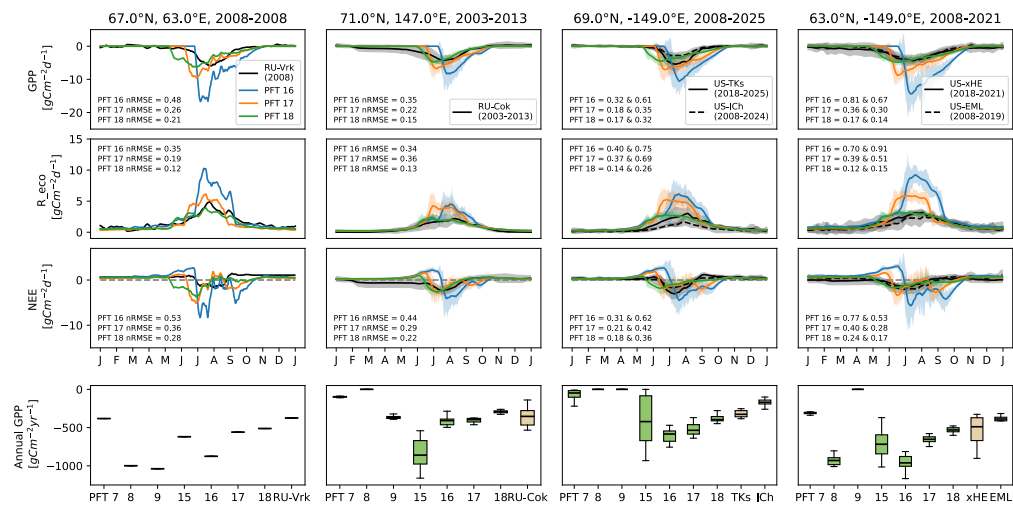 67.0°N, 63.0°E, 2008-2008
71.0°N, 147.0°E, 2003-2013
69.0°N, -149.0°E, 2008-2025
63.0°N, -149.0°E, 2008-2021
GPP
[gCm⁻²d⁻¹]
0
−10
−20
RU-Vrk
(2008)
PFT 16
PFT 17
PFT 18
PFT 16 nRMSE = 0.48
PFT 17 nRMSE = 0.26
PFT 18 nRMSE = 0.21
RU-Cok
(2003-2013)
PFT 16 nRMSE = 0.35
PFT 17 nRMSE = 0.22
PFT 18 nRMSE = 0.15
US-TKs
(2018-2025)
US-ICh
(2008-2024)
PFT 16 = 0.32 & 0.61
PFT 17 = 0.18 & 0.35
PFT 18 = 0.17 & 0.32
US-xHE
(2018-2021)
US-EML
(2008-2019)
PFT 16 = 0.81 & 0.67
PFT 17 = 0.36 & 0.30
PFT 18 = 0.17 & 0.14
R_eco
[gCm⁻²d⁻¹]
15
10
5
0
PFT 16 nRMSE = 0.35
PFT 17 nRMSE = 0.19
PFT 18 nRMSE = 0.12
PFT 16 nRMSE = 0.34
PFT 17 nRMSE = 0.36
PFT 18 nRMSE = 0.13
PFT 16 = 0.40 & 0.75
PFT 17 = 0.37 & 0.69
PFT 18 = 0.14 & 0.26
PFT 16 = 0.70 & 0.91
PFT 17 = 0.39 & 0.51
PFT 18 = 0.12 & 0.15
NEE
[gCm⁻²d⁻¹]
0
−10
PFT 16 nRMSE = 0.53
PFT 17 nRMSE = 0.36
PFT 18 nRMSE = 0.28
PFT 16 nRMSE = 0.44
PFT 17 nRMSE = 0.29
PFT 18 nRMSE = 0.22
PFT 16 = 0.31 & 0.62
PFT 17 = 0.21 & 0.42
PFT 18 = 0.18 & 0.36
PFT 16 = 0.77 & 0.53
PFT 17 = 0.40 & 0.28
PFT 18 = 0.24 & 0.17
J F M A M J J A S O N D J
J F M A M J J A S O N D J
J F M A M J J A S O N D J
J F M A M J J A S O N D J
Annual GPP
[gCm⁻²yr⁻¹]
0
−500
−1000
PFT 7 8 9 15 16 17 18 RU-Vrk
PFT 7 8 9 15 16 17 18 RU-Cok
PFT 7 8 9 15 16 17 18 TKs ICh
PFT 7 8 9 15 16 17 18 xHE EML